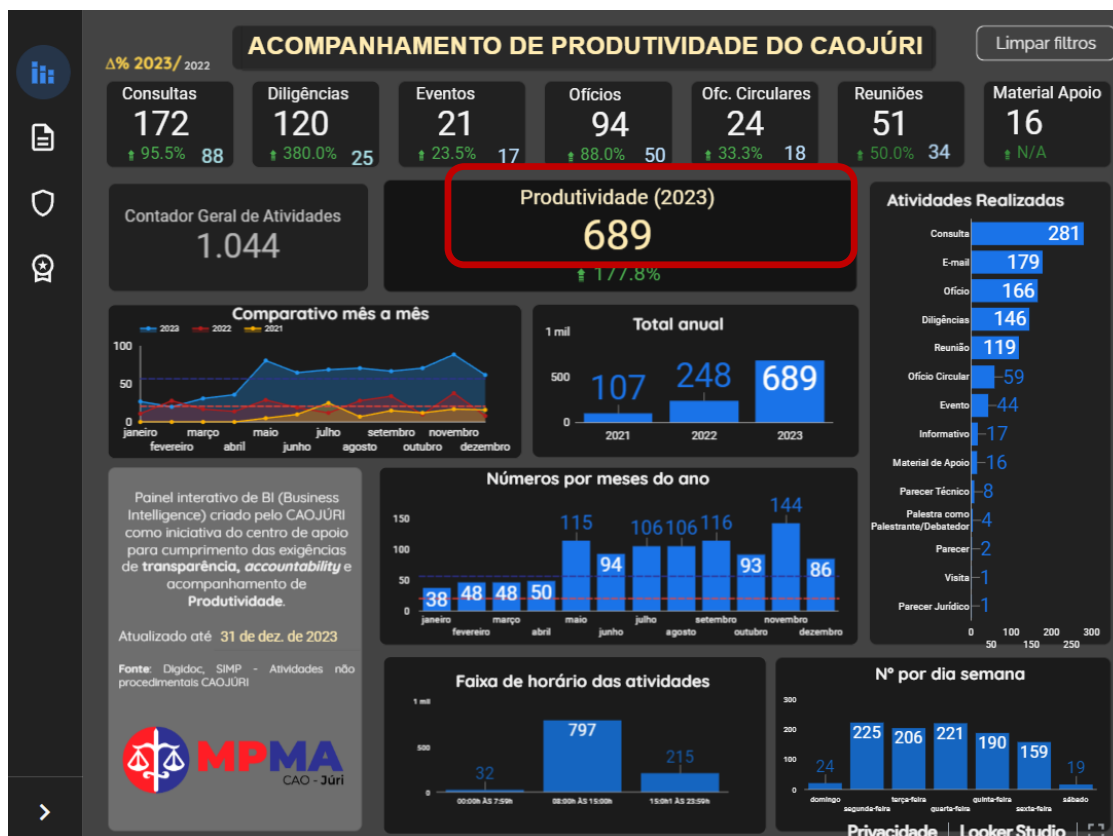 ACOMPANHAMENTO DE PRODUTIVIDADE DO CAOJÚRI
Limpar filtros
Δ% 2023/ 2022
Consultas
172
95.5% 88
Diligências
120
380.0% 25
Eventos
21
23.5% 17
Ofícios
94
88.0% 50
Ofc. Circulares
24
33.3% 18
Reuniões
51
50.0% 34
Material Apoio
16
N/A
Contador Geral de Atividades
1.044
Produtividade (2023)
689
177.8%
Atividades Realizadas
Consulta 281
E-mail 179
Ofício 166
Diligências 146
Reunião 119
Ofício Circular 59
Evento 44
Informativo 17
Material de Apoio 16
Parecer Técnico 8
Palestra como
Palestrante/Debatedor 4
Parecer 2
Visita 1
Parecer Jurídico 1
0 100 200 300
50 150 250
Comparativo mês a mês
2023 2022 2021
100
50
0
janeiro março maio julho setembro novembro
fevereiro abril junho agosto outubro dezembro
Total anual
1 mil
500
0
107 248 689
2021 2022 2023
Painel interativo de BI (Business
Intelligence) criado pelo CAOJÚRI
como iniciativa do centro de apoio
para cumprimento das exigências
de transparência, accountability e
acompanhamento de
Produtividade.
Atualizado até 31 de dez. de 2023
Fonte: Digidoc, SIMP - Atividades não
procedimentais CAOJÚRI
MPMA
CAO - Júri
Números por meses do ano
150
100
50
0
38 48 48 50 115 94 106 106 116 93 144 86
janeiro março maio julho setembro novembro
fevereiro abril junho agosto outubro dezembro
Faixa de horário das atividades
1 mil
500
0
32 797 215
00:00h ÀS 7:59h 08:00h ÀS 15:00h 15:0h1 ÀS 23:59h
Nº por dia semana
300
200
100
0
24 225 206 221 190 159 19
domingo terça-feira quinta-feira sábado
segunda-feira quarta-feira sexta-feira
Privacidade Looker Studio